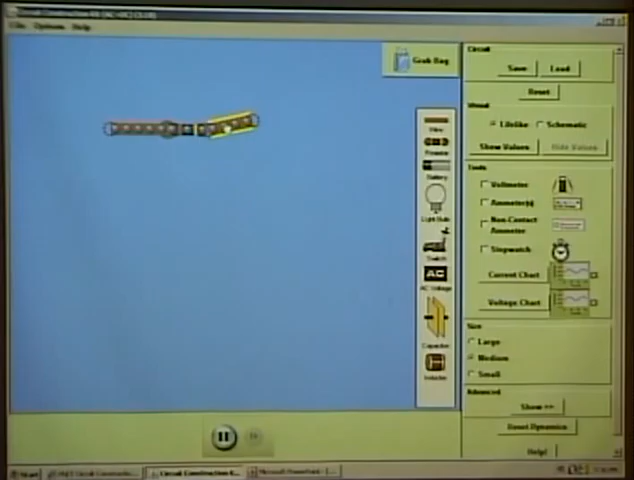 File Options Help
Grab Bag
Wire
Resistor
Battery
Light Bulb
Switch
AC
AC Voltage
Capacitor
Inductor
Circuit
Save Load
Reset
Visual
Lifelike Schematic
Show Values Hide Values
Tools
Voltmeter
Ammeter(s)
Non-Contact
Ammeter
Stopwatch
Current Chart
Voltage Chart
Size
Large
Medium
Small
Advanced
Show >>
Reset Dynamics
Help!
Start
Circuit Construction
Microsoft PowerPoint